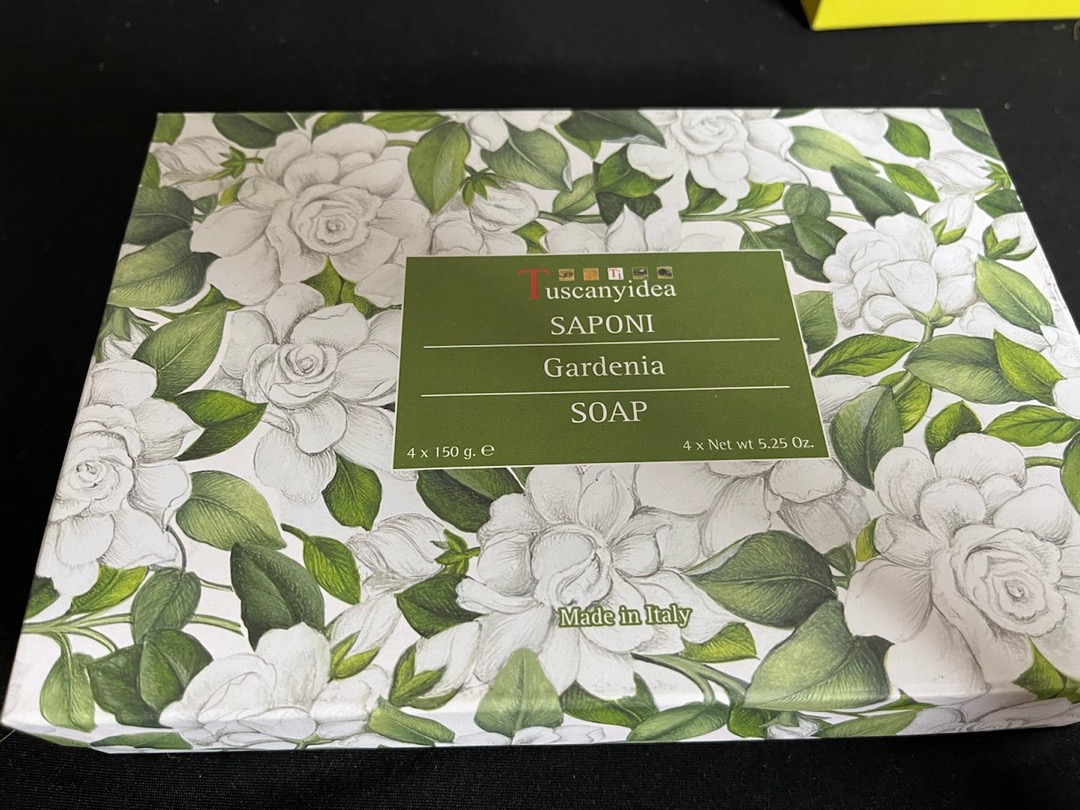 Tuscanyidea
SAPONI
Gardenia
SOAP
4 x 150 g. ℮
4 x Net wt 5.25 Oz.
Made in Italy